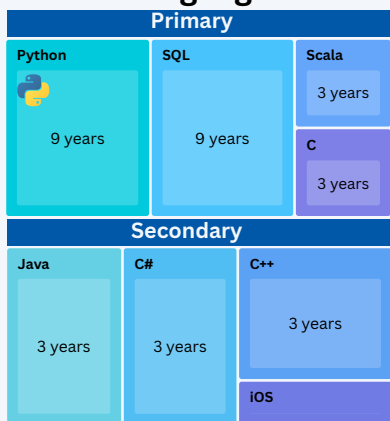 Primary
Python
9 years
SQL
9 years
Scala
3 years
C
3 years
Secondary
Java
3 years
C#
3 years
C++
3 years
iOS